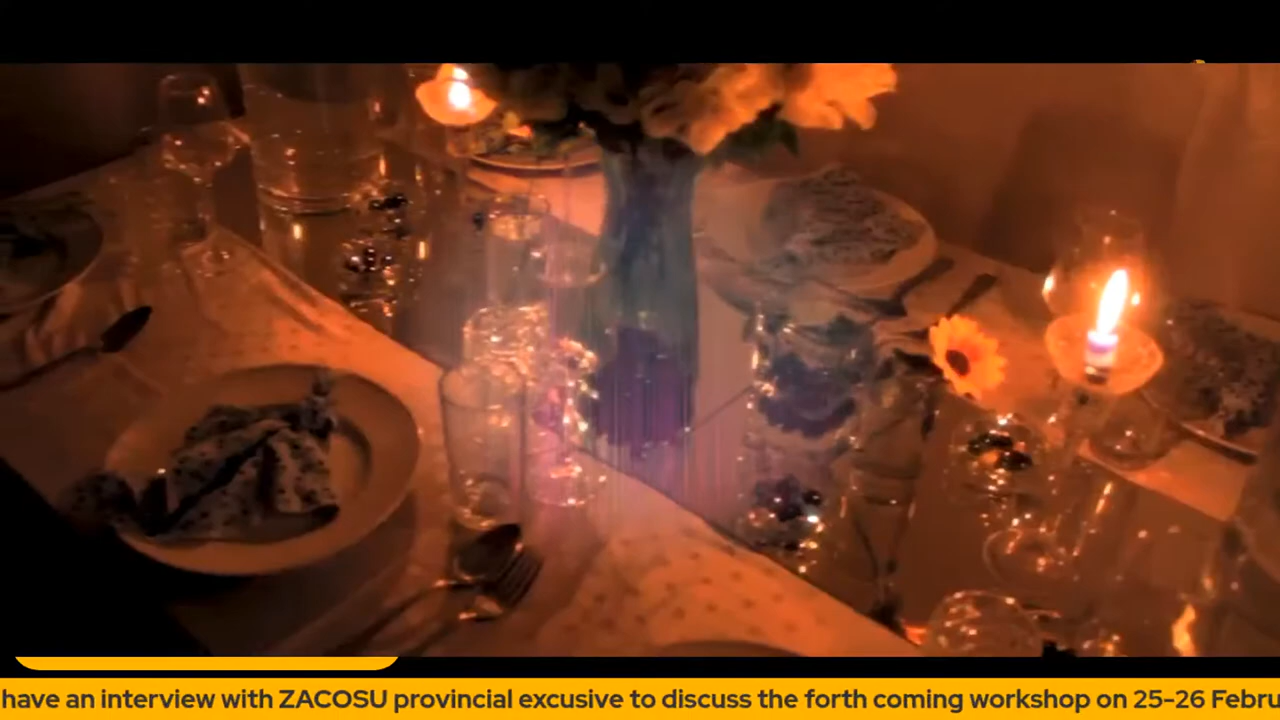 have an interview with ZACOSU provincial excusive to discuss the forth coming workshop on 25-26 Febru